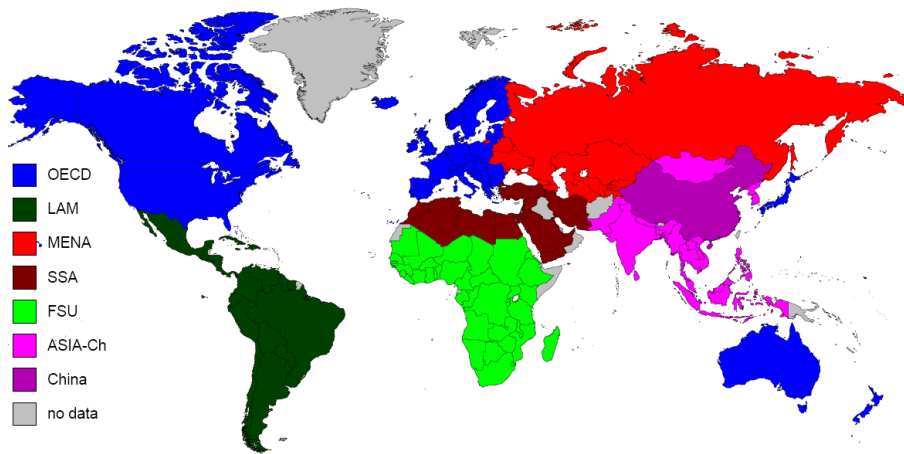 OECD
LAM
MENA
SSA
FSU
ASIA-Ch
China
no data